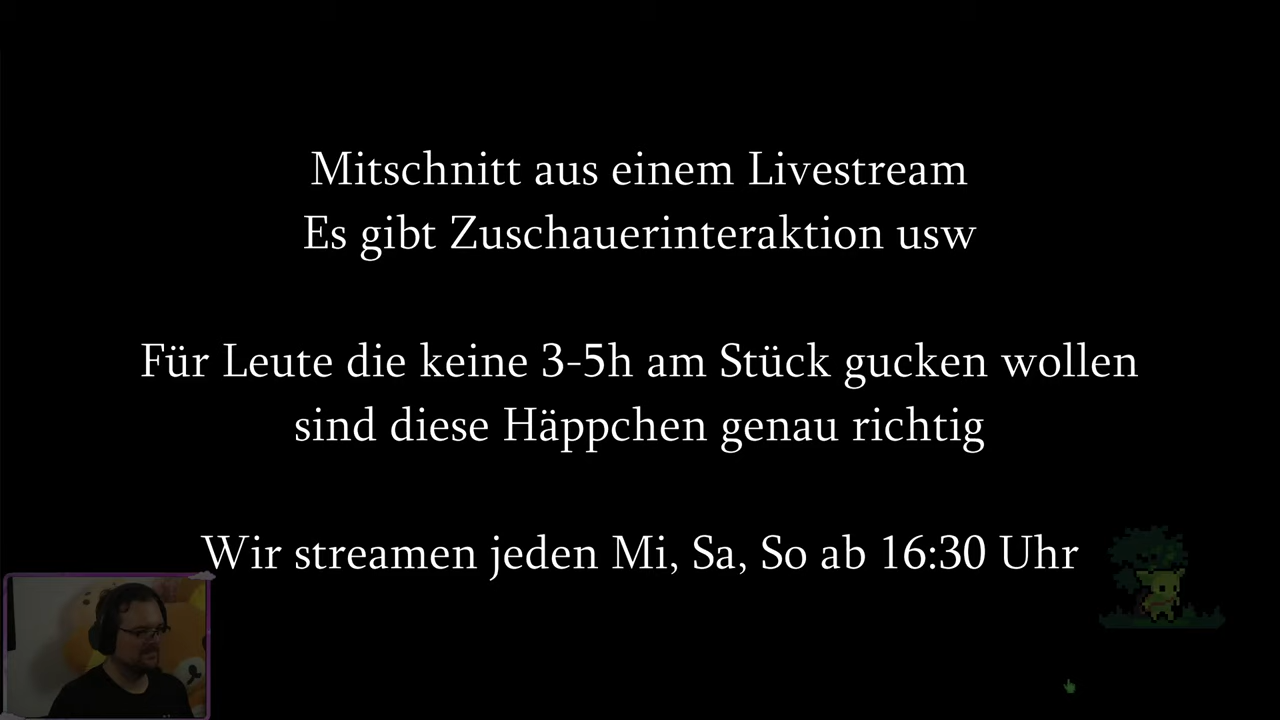 Mitschnitt aus einem Livestream
Es gibt Zuschauerinteraktion usw
Für Leute die keine 3-5h am Stück gucken wollen
sind diese Häppchen genau richtig
Wir streamen jeden Mi, Sa, So ab 16:30 Uhr